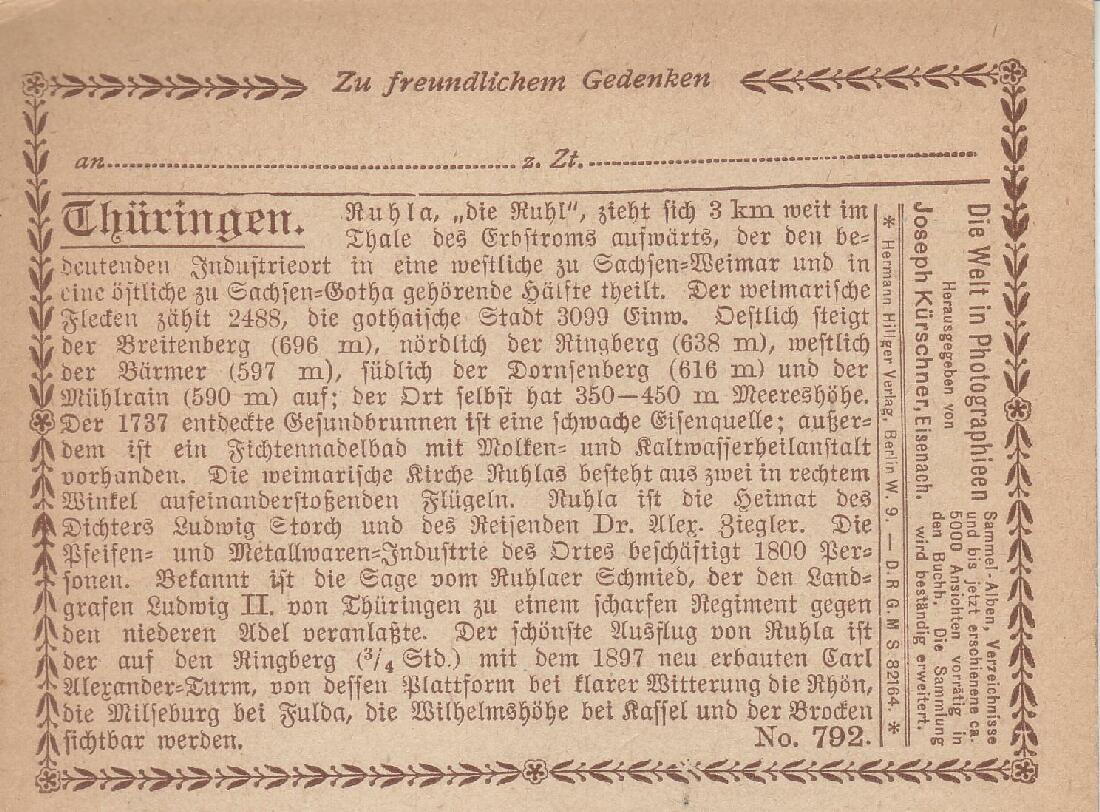 Zu freundlichem Gedenken
an........................ z. Zt.........................
Thüringen.
Ruhla, „die Ruhl“, zieht sich 3 km weit im
Thale des Erbstroms aufwärts, der den be-
deutenden Industrieort in eine westliche zu Sachsen-Weimar und in
eine östliche zu Sachsen-Gotha gehörende Hälfte theilt. Der weimarische
Flecken zählt 2488, die gothaische Stadt 3099 Einw. Oestlich steigt
der Breitenberg (696 m), nördlich der Ringberg (638 m), westlich
der Bärmer (597 m), südlich der Dornsenberg (616 m) und der
Mühlrain (590 m) auf; der Ort selbst hat 350—450 m Meereshöhe.
Der 1737 entdeckte Gesundbrunnen ist eine schwache Eisenquelle; außer-
dem ist ein Fichtennadelbad mit Molken- und Kaltwasserheilanstalt
vorhanden. Die weimarische Kirche Ruhlas besteht aus zwei in rechtem
Winkel aufeinanderstoßenden Flügeln. Ruhla ist die Heimat des
Dichters Ludwig Storch und des Reisenden Dr. Alex. Ziegler. Die
Pfeifen- und Metallwaren-Industrie des Ortes beschäftigt 1800 Per-
sonen. Bekannt ist die Sage vom Ruhlaer Schmied, der den Land-
grafen Ludwig II. von Thüringen zu einem scharfen Regiment gegen
den niederen Adel veranlaßte. Der schönste Ausflug von Ruhla ist
der auf den Ringberg (3/4 Std.) mit dem 1897 neu erbauten Carl
Alexander-Turm, von dessen Plattform bei klarer Witterung die Rhön,
die Milseburg bei Fulda, die Wilhelmshöhe bei Kassel und der Brocken
sichtbar werden.
No. 792.
Die Welt in Photographieen
Herausgegeben von
Joseph Kürschner, Eisenach.
Sammel-Alben, Verzeichnisse
und bis jetzt erschienene ca.
5000 Ansichten vorrätig in
den Buchh. Die Sammlung
wird beständig erweitert.
* Hermann Hillger Verlag, Berlin W. 9. — D. R. G. M. S. 82164. *